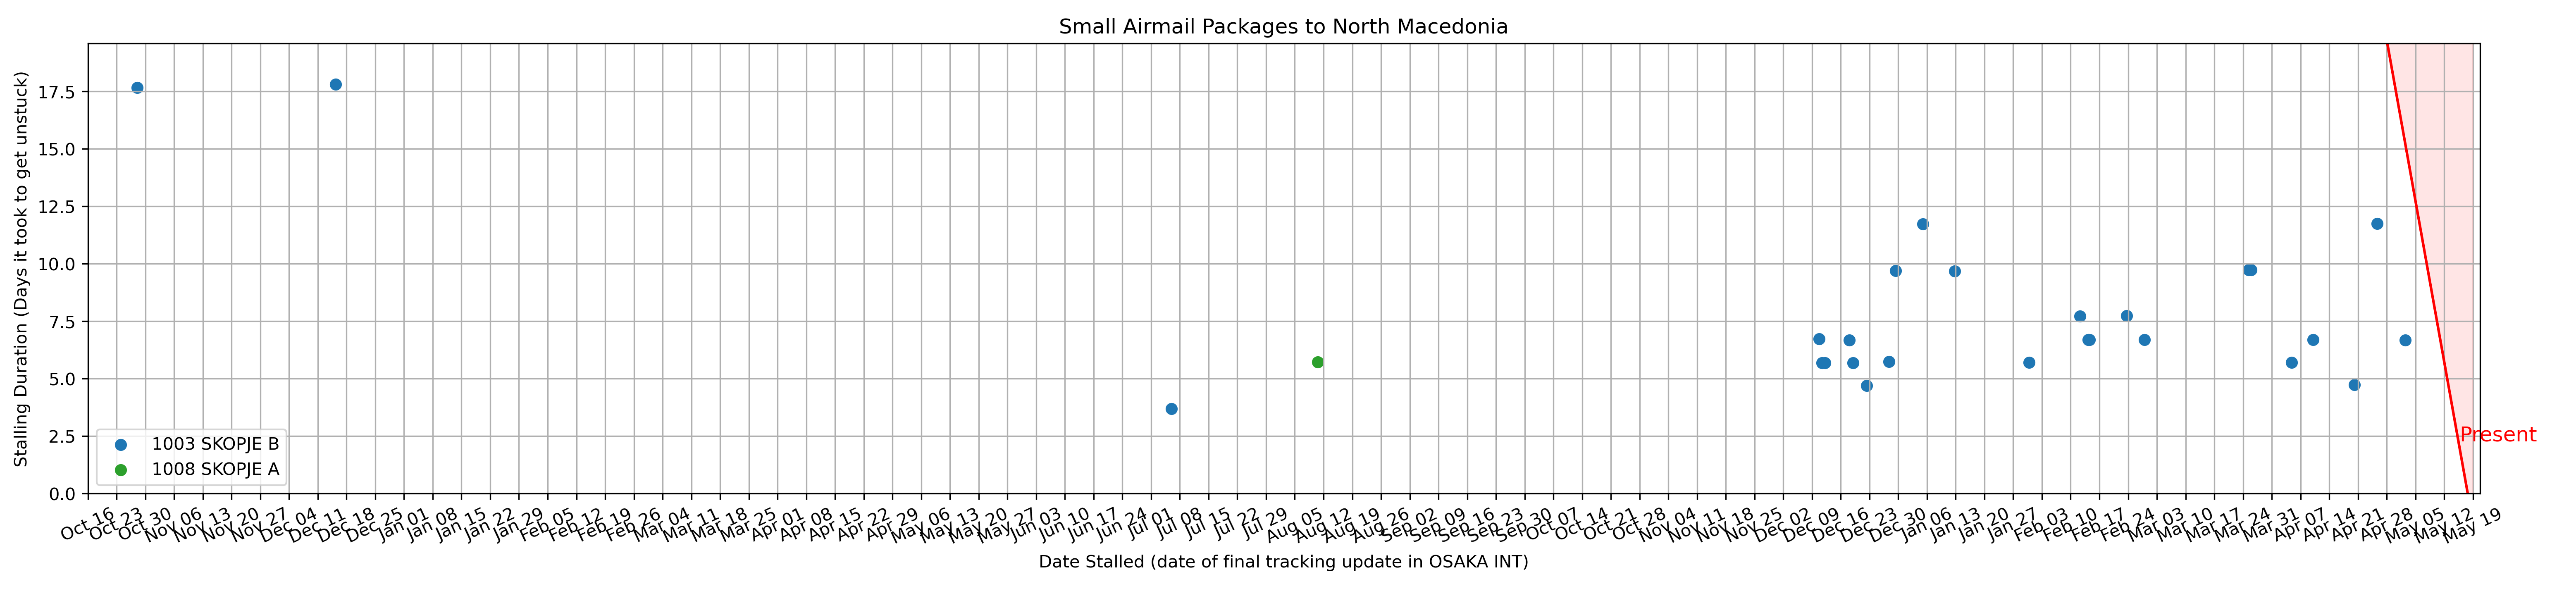 Small Airmail Packages to North Macedonia
Stalling Duration (Days it took to get unstuck)
17.5
15.0
12.5
10.0
7.5
5.0
2.5
0.0
1003 SKOPJE B
1008 SKOPJE A
Present
Oct 16 Oct 23 Oct 30 Nov 06 Nov 13 Nov 20 Nov 27 Dec 04 Dec 11 Dec 18 Dec 25 Jan 01 Jan 08 Jan 15 Jan 22 Jan 29 Feb 05 Feb 12 Feb 19 Feb 26 Mar 04 Mar 11 Mar 18 Mar 25 Apr 01 Apr 08 Apr 15 Apr 22 Apr 29 May 06 May 13 May 20 May 27 Jun 03 Jun 10 Jun 17 Jun 24 Jul 01 Jul 08 Jul 15 Jul 22 Jul 29 Aug 05 Aug 12 Aug 19 Aug 26 Sep 02 Sep 09 Sep 16 Sep 23 Sep 30 Oct 07 Oct 14 Oct 21 Oct 28 Nov 04 Nov 11 Nov 18 Nov 25 Dec 02 Dec 09 Dec 16 Dec 23 Dec 30 Jan 06 Jan 13 Jan 20 Jan 27 Feb 03 Feb 10 Feb 17 Feb 24 Mar 03 Mar 10 Mar 17 Mar 24 Mar 31 Apr 07 Apr 14 Apr 21 Apr 28 May 05 May 12 May 19
Date Stalled (date of final tracking update in OSAKA INT)